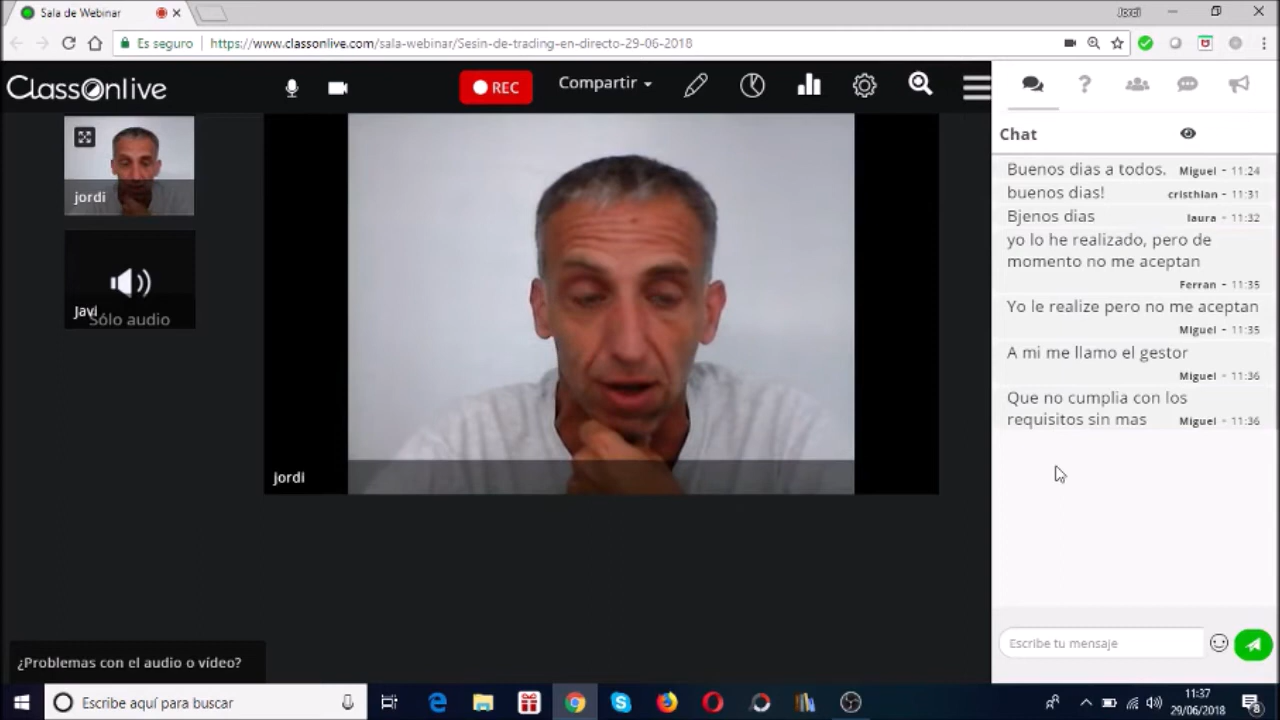 Sala de Webinar
Jordi
Es seguro
https://www.classonlive.com/sala-webinar/Sesin-de-trading-en-directo-29-06-2018
ClassOnlive
REC
Compartir
jordi
Javi
Sólo audio
jordi
¿Problemas con el audio o vídeo?
Chat
Buenos dias a todos. Miguel - 11:24
buenos dias! cristhian - 11:31
Bjenos dias laura - 11:32
yo lo he realizado, pero de
momento no me aceptan
Ferran - 11:35
Yo le realize pero no me aceptan
Miguel - 11:35
A mi me llamo el gestor
Miguel - 11:36
Que no cumplia con los
requisitos sin mas Miguel - 11:36
Escribe tu mensaje
Escribe aquí para buscar
11:37
29/06/2018
8